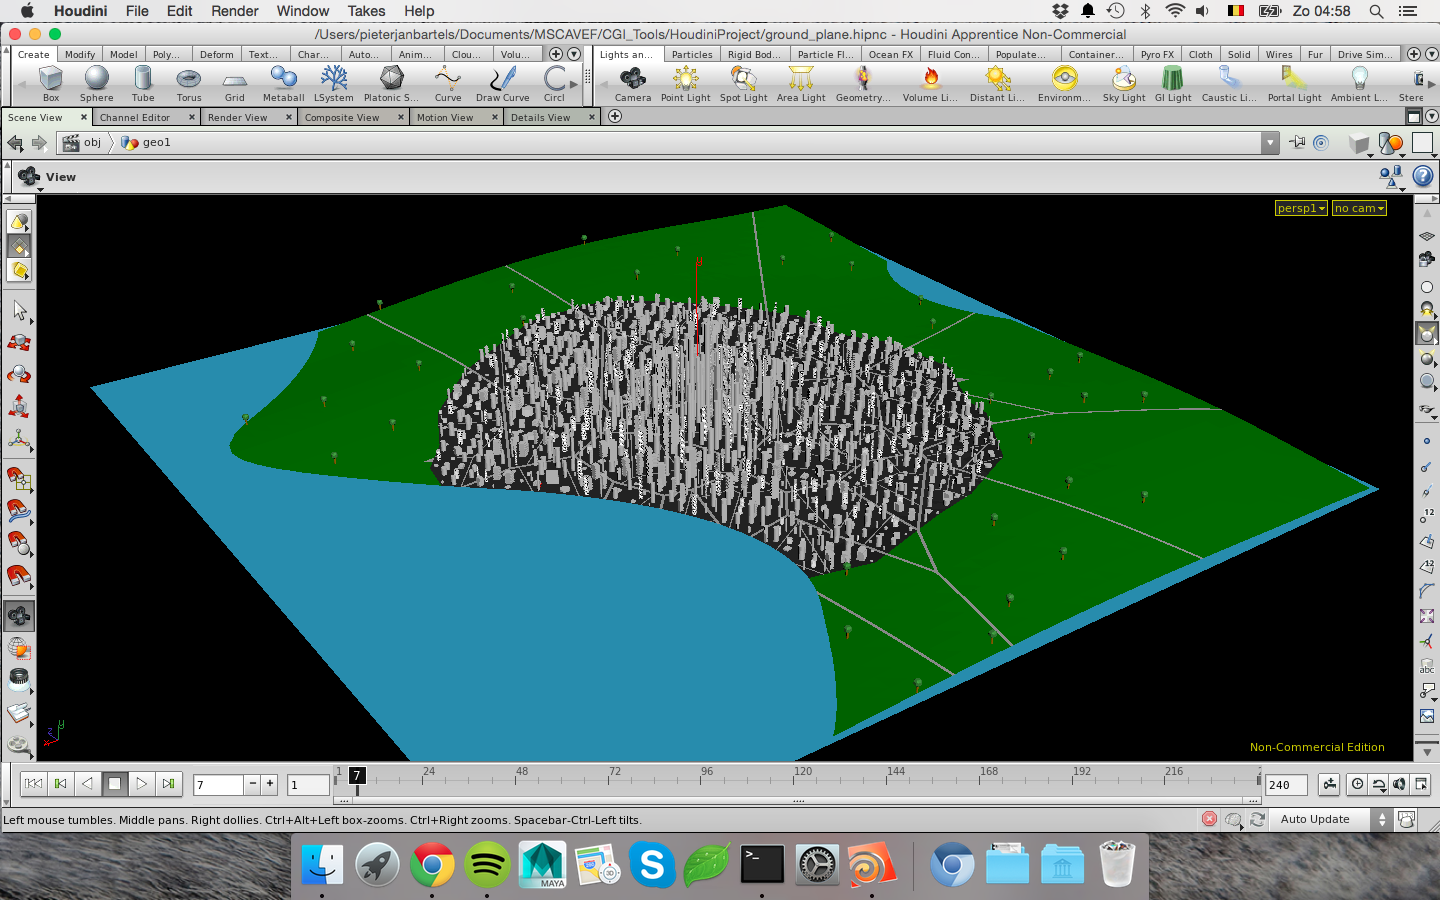 Houdini File Edit Render Window Takes Help Zo 04:58
/Users/pieterjanbartels/Documents/MSCAVEF/CGI_Tools/HoudiniProject/ground_plane.hipnc - Houdini Apprentice Non-Commercial
Create Modify Model Poly... Deform Text... Char... Auto... Anim... Clou... Volu... Lights an... Particles Rigid Bod... Particle Fl... Ocean FX Fluid Con... Populate... Container... Pyro FX Cloth Solid Wires Fur Drive Sim...
Box Sphere Tube Torus Grid Metaball LSystem Platonic S... Curve Draw Curve Circl Camera Point Light Spot Light Area Light Geometry... Volume Li... Distant Li... Environm... Sky Light GI Light Caustic Li... Portal Light Ambient L... Stere
Scene View Channel Editor Render View Composite View Motion View Details View
obj geo1
View
persp1 no cam
12
12
12
abc
y
z
x
Non-Commercial Edition
7 1 1 7 24 48 72 96 120 144 168 192 216 2 240
Left mouse tumbles. Middle pans. Right dollies. Ctrl+Alt+Left box-zooms. Ctrl+Right zooms. Spacebar-Ctrl-Left tilts. Auto Update
MAYA
3D
S
>_